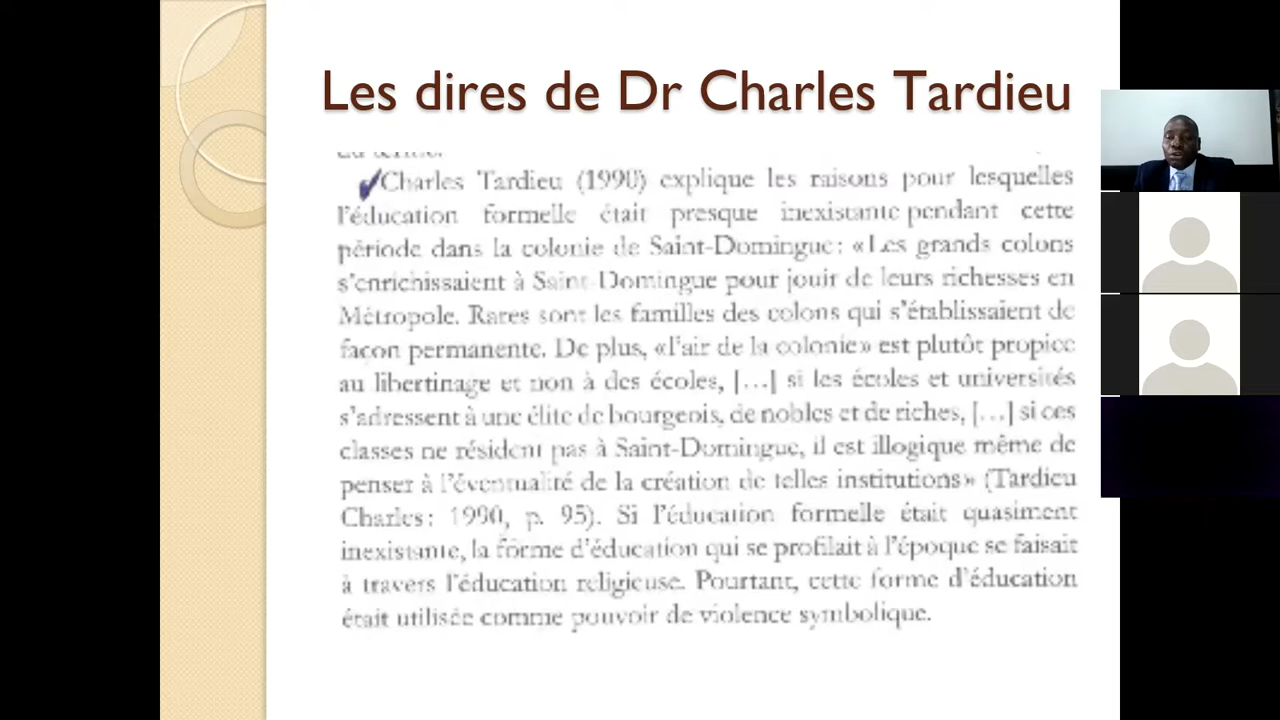 Les dires de Dr Charles Tardieu
du terme.
Charles Tardieu (1990) explique les raisons pour lesquelles
l'éducation formelle était presque inexistante pendant cette
période dans la colonie de Saint-Domingue : «Les grands colons
s'enrichissaient à Saint-Domingue pour jouir de leurs richesses en
Métropole. Rares sont les familles des colons qui s'établissaient de
façon permanente. De plus, «l'air de la colonie» est plutôt propice
au libertinage et non à des écoles, [...] si les écoles et universités
s'adressent à une élite de bourgeois, de nobles et de riches, [...] si ces
classes ne résident pas à Saint-Domingue, il est illogique même de
penser à l'éventualité de la création de telles institutions» (Tardieu
Charles : 1990, p. 95). Si l'éducation formelle était quasiment
inexistante, la forme d'éducation qui se profilait à l'époque se faisait
à travers l'éducation religieuse. Pourtant, cette forme d'éducation
était utilisée comme pouvoir de violence symbolique.